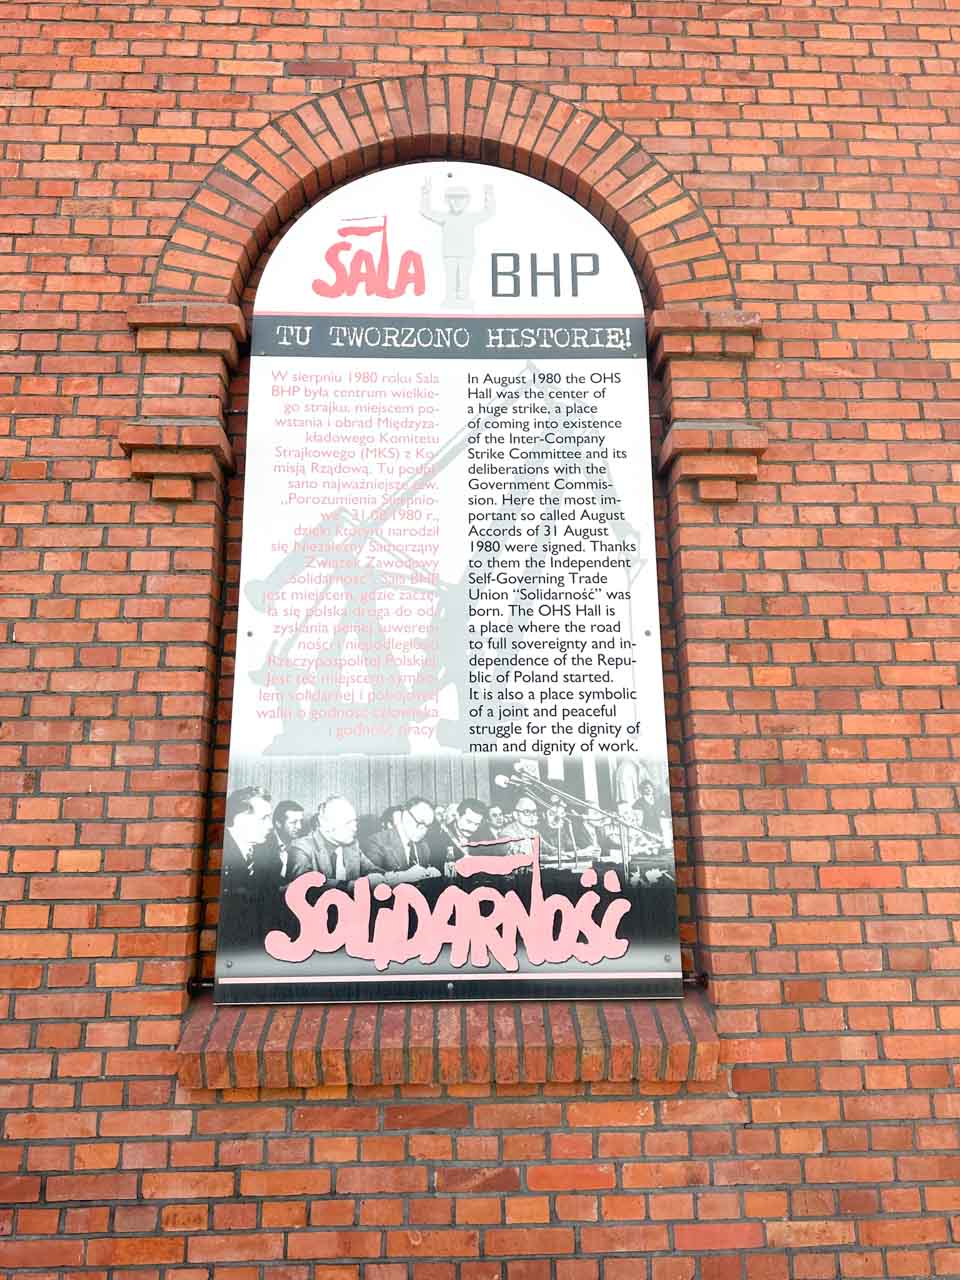 SALA BHP
TU TWORZONO HISTORIĘ!
W sierpniu 1980 roku Sala
BHP była centrum wielkie-
go strajku, miejscem po-
wstania i obrad Międzyza-
kładowego Komitetu
Strajkowego (MKS) z Ko-
misją Rządową. Tu podpi-
sano najważniejsze tzw.
„Porozumienia Sierpnio-
we" 31.08.1980 r.,
dzięki którym narodził
się Niezależny Samorządny
Związek Zawodowy
„Solidarność". Sala BHP
jest miejscem, gdzie zaczę-
ła się polska droga do od-
zyskania pełnej suweren-
ności i niepodległości
Rzeczypospolitej Polskiej.
Jest też miejscem symbo-
lem solidarnej i pokojowej
walki o godność człowieka
i godność pracy.
In August 1980 the OHS
Hall was the center of
a huge strike, a place
of coming into existence
of the Inter-Company
Strike Committee and its
deliberations with the
Government Commis-
sion. Here the most im-
portant so called August
Accords of 31 August
1980 were signed. Thanks
to them the Independent
Self-Governing Trade
Union “Solidarność” was
born. The OHS Hall is
a place where the road
to full sovereignty and in-
dependence of the Repu-
blic of Poland started.
It is also a place symbolic
of a joint and peaceful
struggle for the dignity of
man and dignity of work.
SOLiDARNOŚĆ